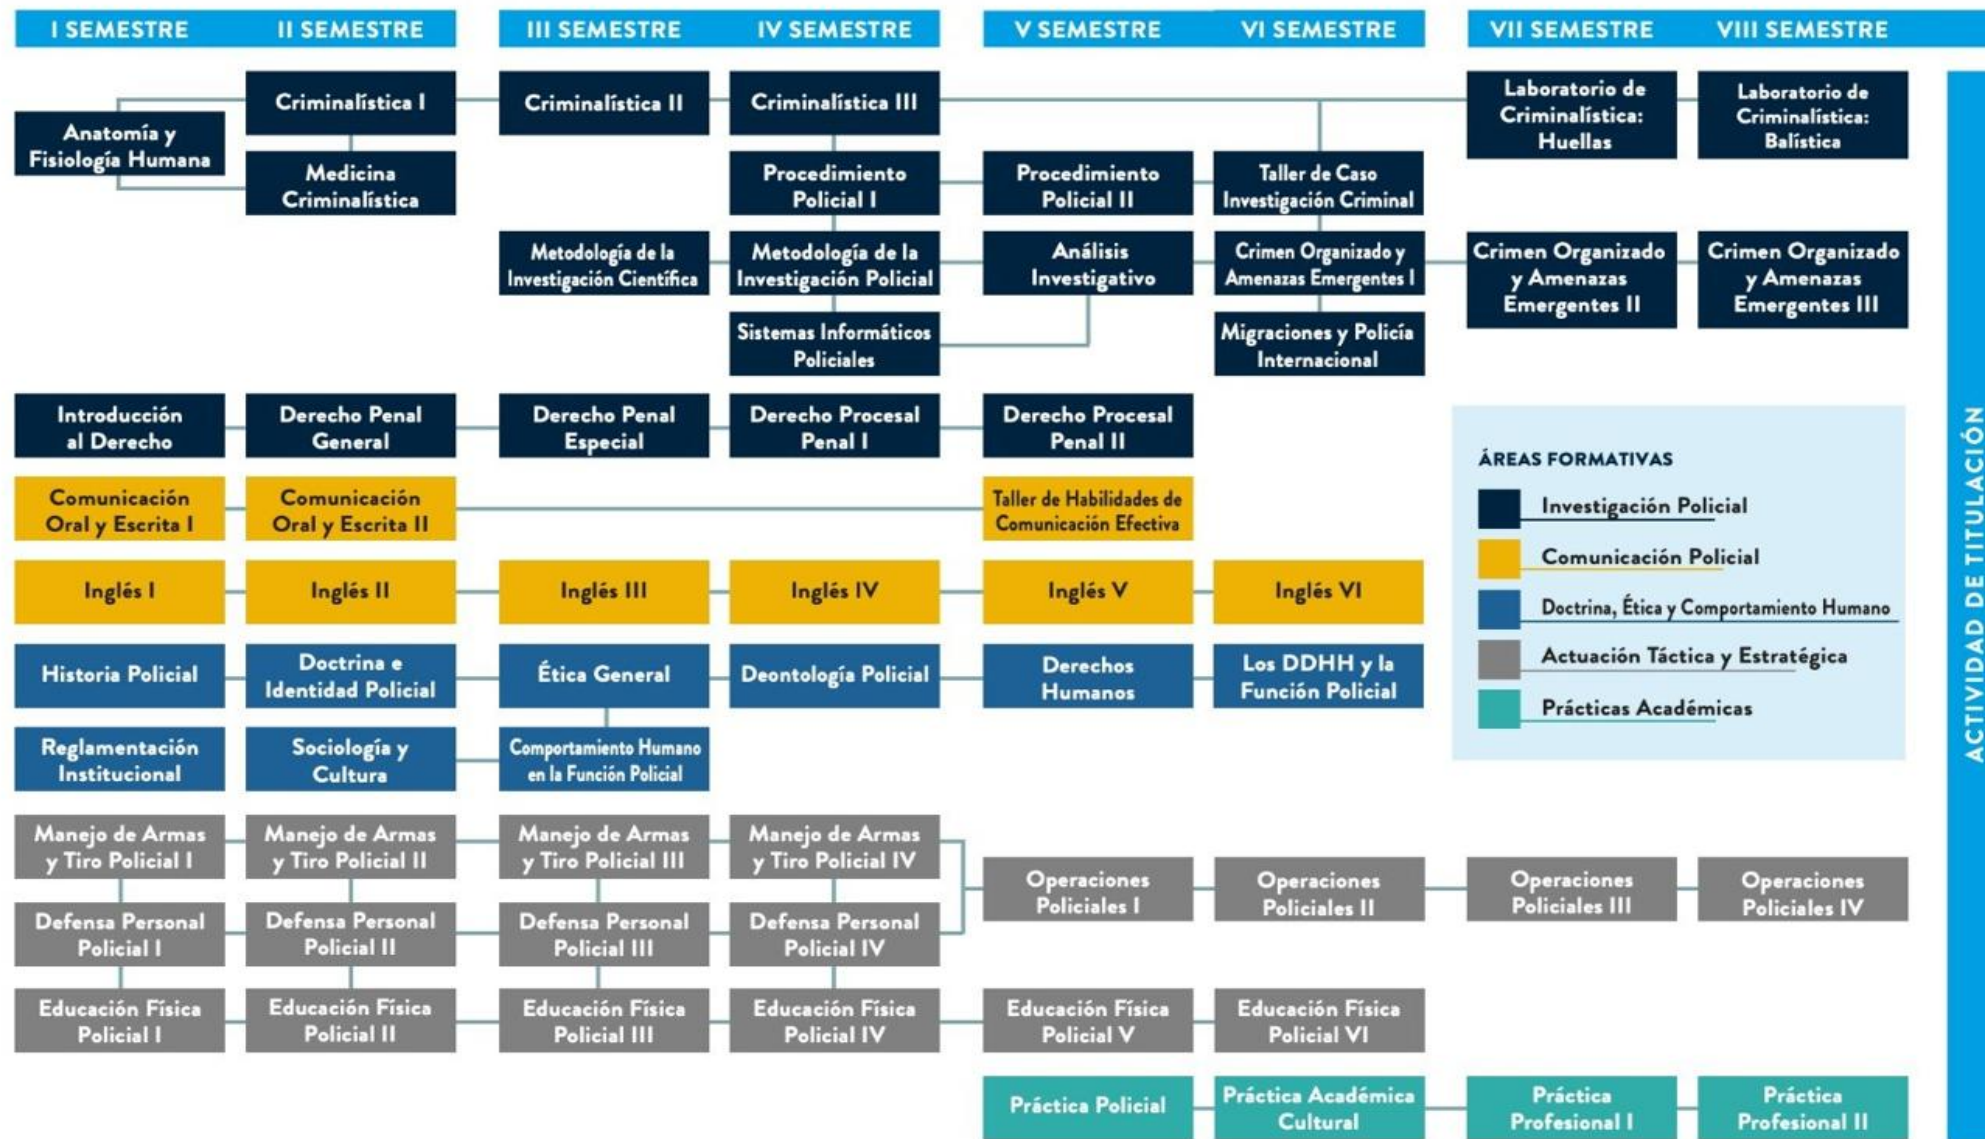 I SEMESTRE
II SEMESTRE
III SEMESTRE
IV SEMESTRE
V SEMESTRE
VI SEMESTRE
VII SEMESTRE
VIII SEMESTRE
Anatomía y
Fisiología Humana
Criminalística I
Criminalística II
Criminalística III
Laboratorio de
Criminalística:
Huellas
Laboratorio de
Criminalística:
Balística
Medicina
Criminalística
Procedimiento
Policial I
Procedimiento
Policial II
Taller de Caso
Investigación Criminal
Metodología de la
Investigación Científica
Metodología de la
Investigación Policial
Análisis
Investigativo
Crimen Organizado y
Amenazas Emergentes I
Crimen Organizado
y Amenazas
Emergentes II
Crimen Organizado
y Amenazas
Emergentes III
Sistemas Informáticos
Policiales
Migraciones y Policía
Internacional
Introducción
al Derecho
Derecho Penal
General
Derecho Penal
Especial
Derecho Procesal
Penal I
Derecho Procesal
Penal II
Comunicación
Oral y Escrita I
Comunicación
Oral y Escrita II
Taller de Habilidades de
Comunicación Efectiva
Inglés I
Inglés II
Inglés III
Inglés IV
Inglés V
Inglés VI
Historia Policial
Doctrina e
Identidad Policial
Ética General
Deontología Policial
Derechos
Humanos
Los DDHH y la
Función Policial
Reglamentación
Institucional
Sociología y
Cultura
Comportamiento Humano
en la Función Policial
Manejo de Armas
y Tiro Policial I
Manejo de Armas
y Tiro Policial II
Manejo de Armas
y Tiro Policial III
Manejo de Armas
y Tiro Policial IV
Operaciones
Policiales I
Operaciones
Policiales II
Operaciones
Policiales III
Operaciones
Policiales IV
Defensa Personal
Policial I
Defensa Personal
Policial II
Defensa Personal
Policial III
Defensa Personal
Policial IV
Educación Física
Policial I
Educación Física
Policial II
Educación Física
Policial III
Educación Física
Policial IV
Educación Física
Policial V
Educación Física
Policial VI
Práctica Policial
Práctica Académica
Cultural
Práctica
Profesional I
Práctica
Profesional II
ÁREAS FORMATIVAS
Investigación Policial
Comunicación Policial
Doctrina, Ética y Comportamiento Humano
Actuación Táctica y Estratégica
Prácticas Académicas
ACTIVIDAD DE TITULACIÓN